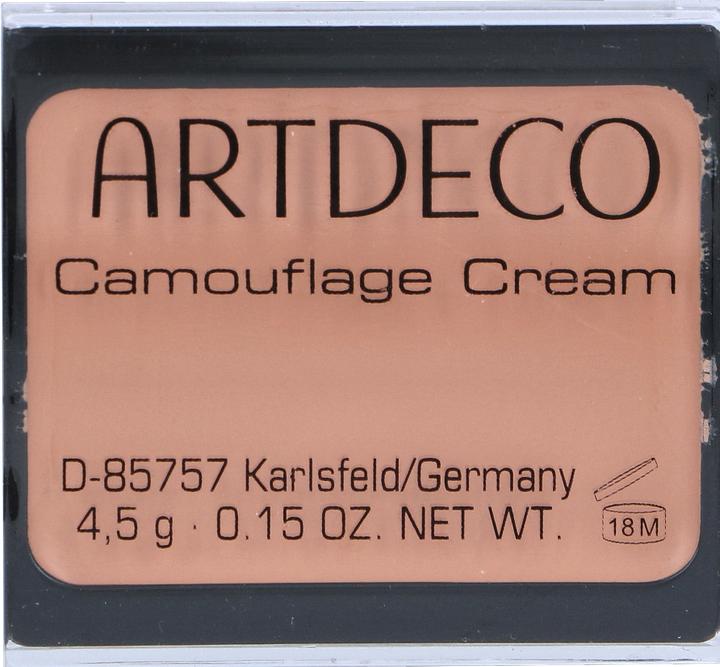 ARTDECO
Camouflage Cream
D-85757 Karlsfeld/Germany
4,5 g · 0.15 OZ. NET WT.
18M